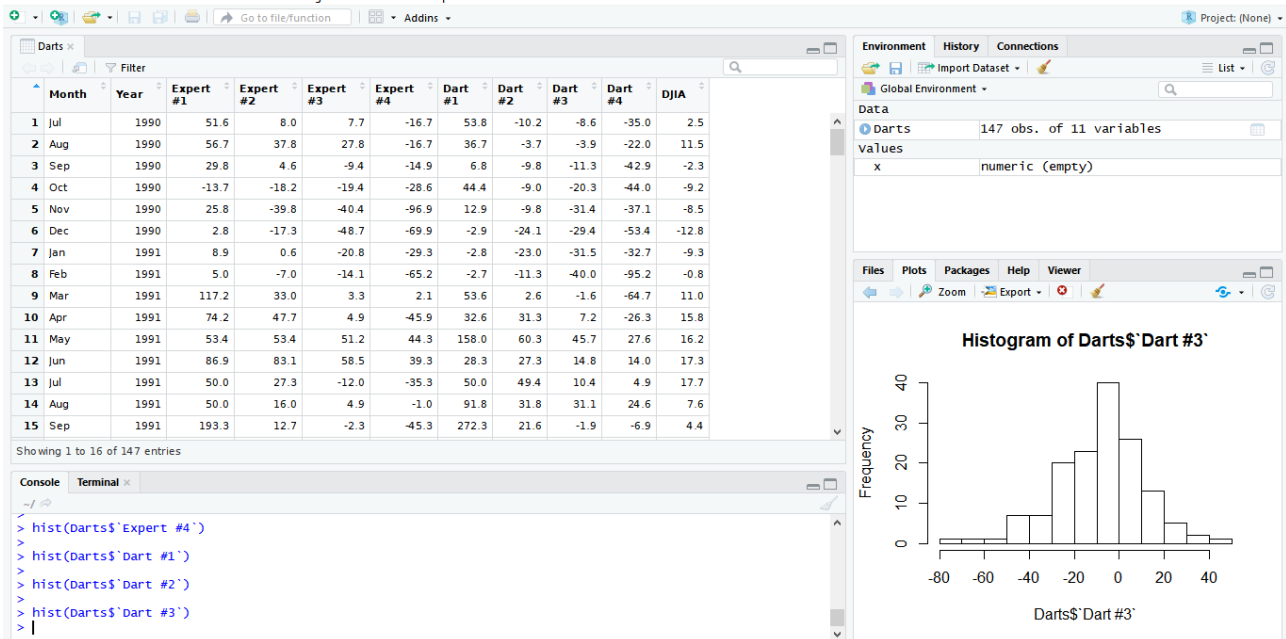 Go to file/function Addins Project: (None)
Darts
Filter
Month Year Expert #1 Expert #2 Expert #3 Expert #4 Dart #1 Dart #2 Dart #3 Dart #4 DJIA
1 Jul 1990 51.6 8.0 7.7 -16.7 53.8 -10.2 -8.6 -35.0 2.5
2 Aug 1990 56.7 37.8 27.8 -16.7 36.7 -3.7 -3.9 -22.0 11.5
3 Sep 1990 29.8 4.6 -9.4 -14.9 6.8 -9.8 -11.3 -42.9 -2.3
4 Oct 1990 -13.7 -18.2 -19.4 -28.6 44.4 -9.0 -20.3 -44.0 -9.2
5 Nov 1990 25.8 -39.8 -40.4 -96.9 12.9 -9.8 -31.4 -37.1 -8.5
6 Dec 1990 2.8 -17.3 -48.7 -69.9 -2.9 -24.1 -29.4 -53.4 -12.8
7 Jan 1991 8.9 0.6 -20.8 -29.3 -2.8 -23.0 -31.5 -32.7 -9.3
8 Feb 1991 5.0 -7.0 -14.1 -65.2 -2.7 -11.3 -40.0 -95.2 -0.8
9 Mar 1991 117.2 33.0 3.3 2.1 53.6 2.6 -1.6 -64.7 11.0
10 Apr 1991 74.2 47.7 4.9 -45.9 32.6 31.3 7.2 -26.3 15.8
11 May 1991 53.4 53.4 51.2 44.3 158.0 60.3 45.7 27.6 16.2
12 Jun 1991 86.9 83.1 58.5 39.3 28.3 27.3 14.8 14.0 17.3
13 Jul 1991 50.0 27.3 -12.0 -35.3 50.0 49.4 10.4 4.9 17.7
14 Aug 1991 50.0 16.0 4.9 -1.0 91.8 31.8 31.1 24.6 7.6
15 Sep 1991 193.3 12.7 -2.3 -45.3 272.3 21.6 -1.9 -6.9 4.4
Showing 1 to 16 of 147 entries
Console Terminal
~/
>
> hist(Darts$`Expert #4`)
>
> hist(Darts$`Dart #1`)
>
> hist(Darts$`Dart #2`)
>
> hist(Darts$`Dart #3`)
>
Environment History Connections
Import Dataset List
Global Environment
Data
Darts 147 obs. of 11 variables
Values
x numeric (empty)
Files Plots Packages Help Viewer
Zoom Export
Histogram of Darts$`Dart #3`
Frequency
0 10 20 30 40
-80 -60 -40 -20 0 20 40
Darts$`Dart #3`